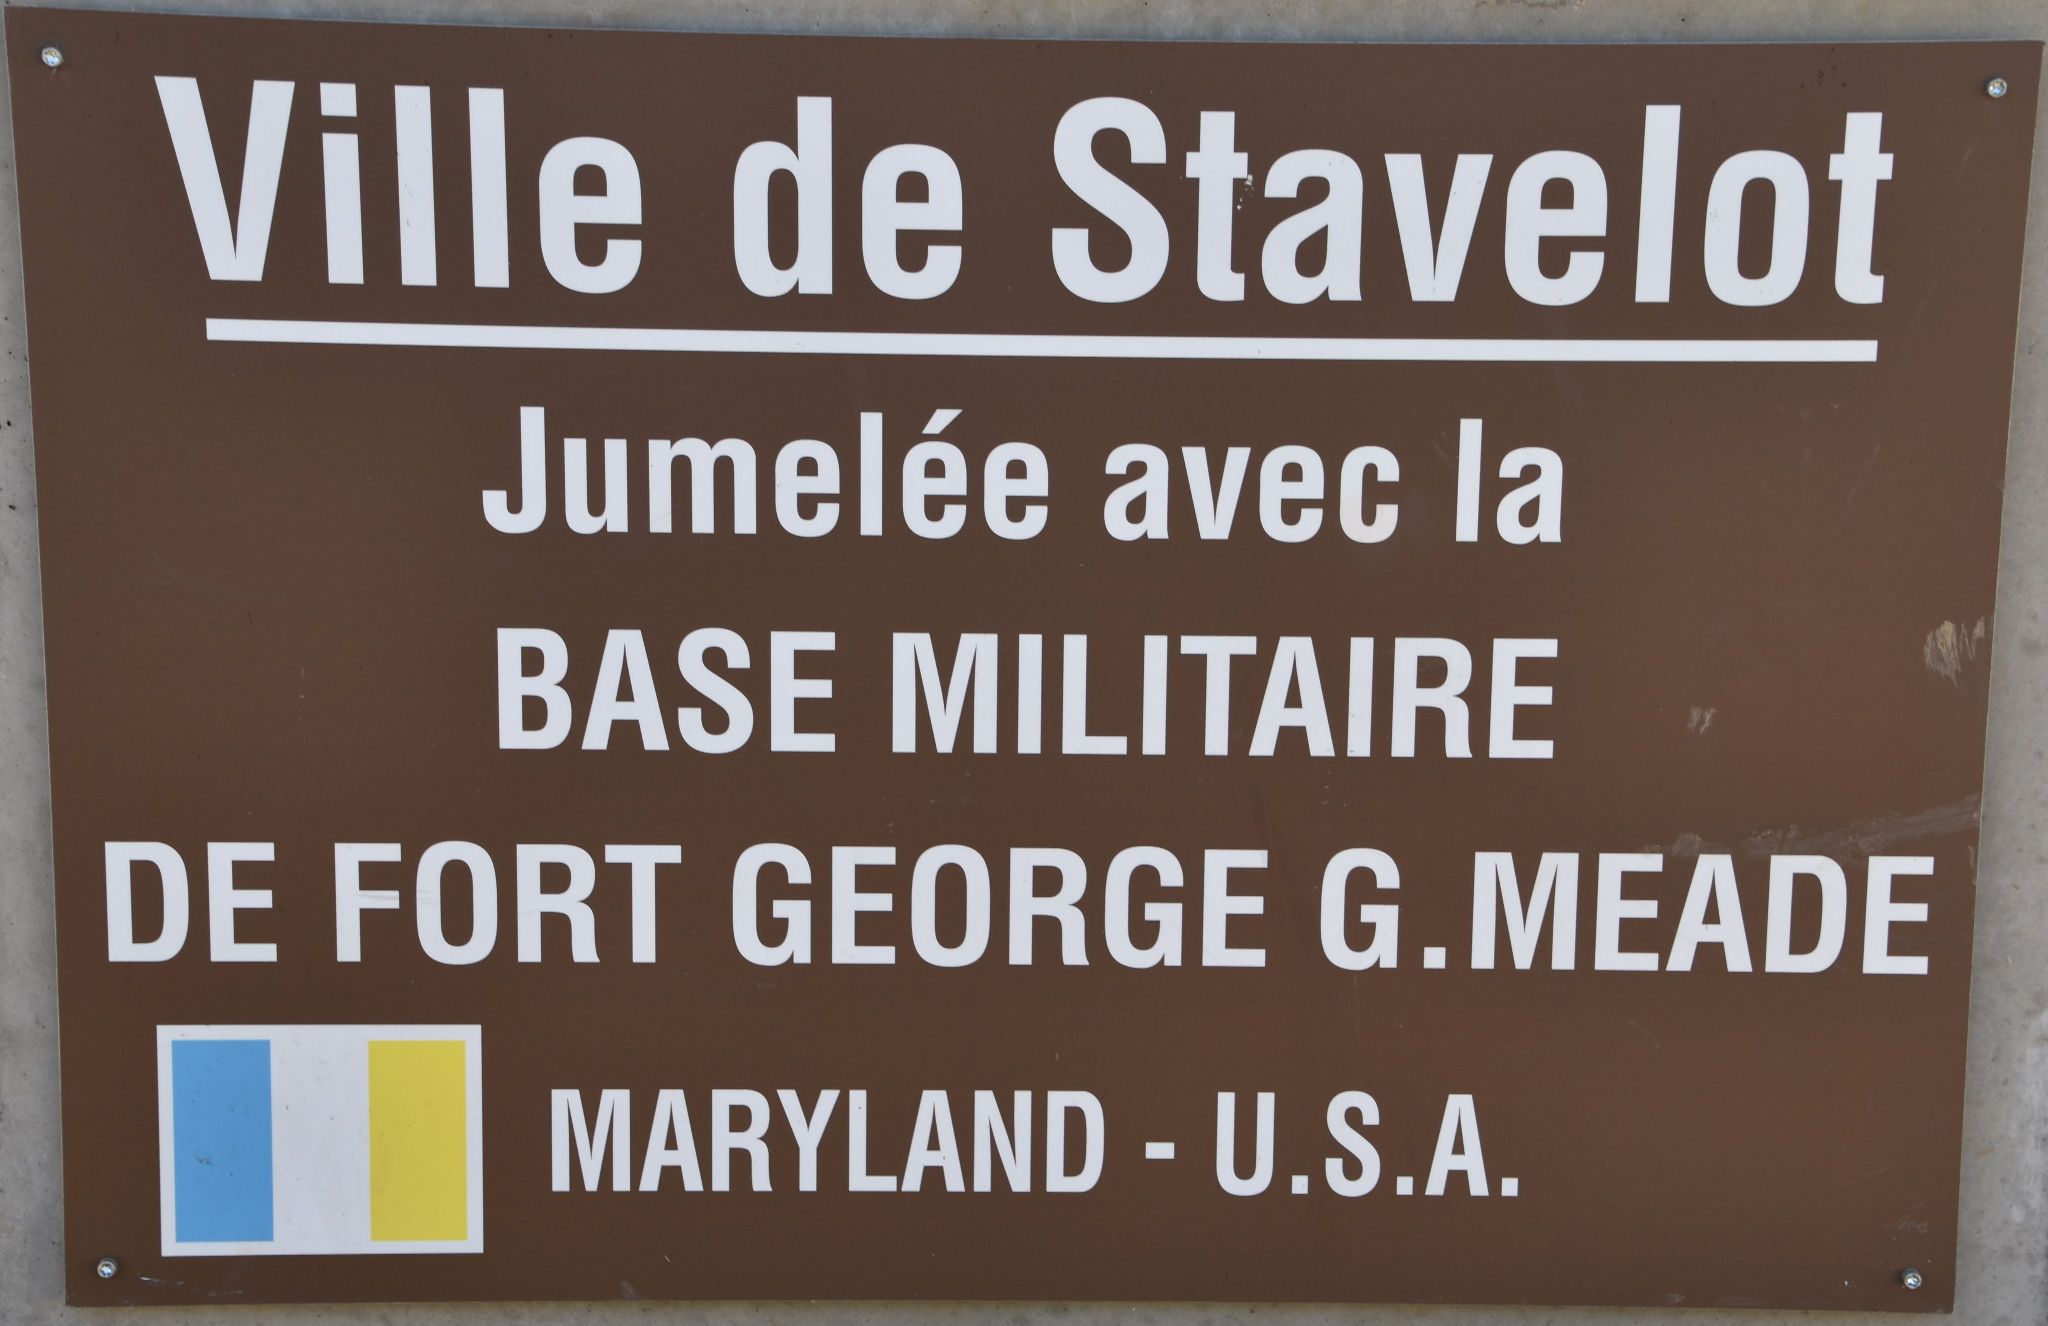 Ville de Stavelot
Jumelée avec la
BASE MILITAIRE
DE FORT GEORGE G.MEADE
MARYLAND - U.S.A.